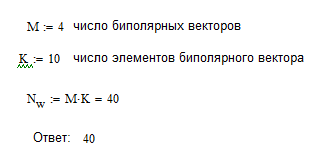 M := 4 число биполярных векторов
K := 10 число элементов биполярного вектора
N_w := M·K = 40
Ответ: 40